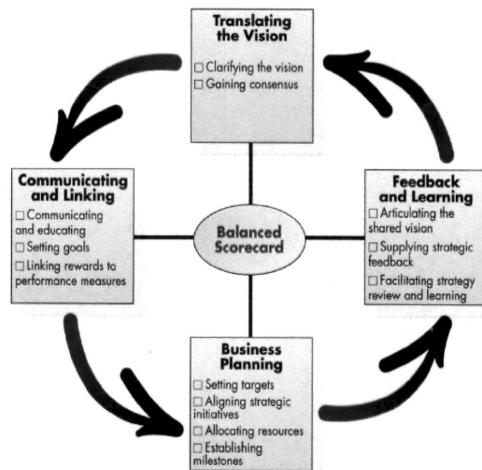 Translating
the Vision
□ Clarifying the vision
□ Gaining consensus
Communicating
and Linking
□ Communicating
and educating
□ Setting goals
□ Linking rewards to
performance measures
Balanced
Scorecard
Feedback
and Learning
□ Articulating the
shared vision
□ Supplying strategic
feedback
□ Facilitating strategy
review and learning
Business
Planning
□ Setting targets
□ Aligning strategic
initiatives
□ Allocating resources
□ Establishing
milestones